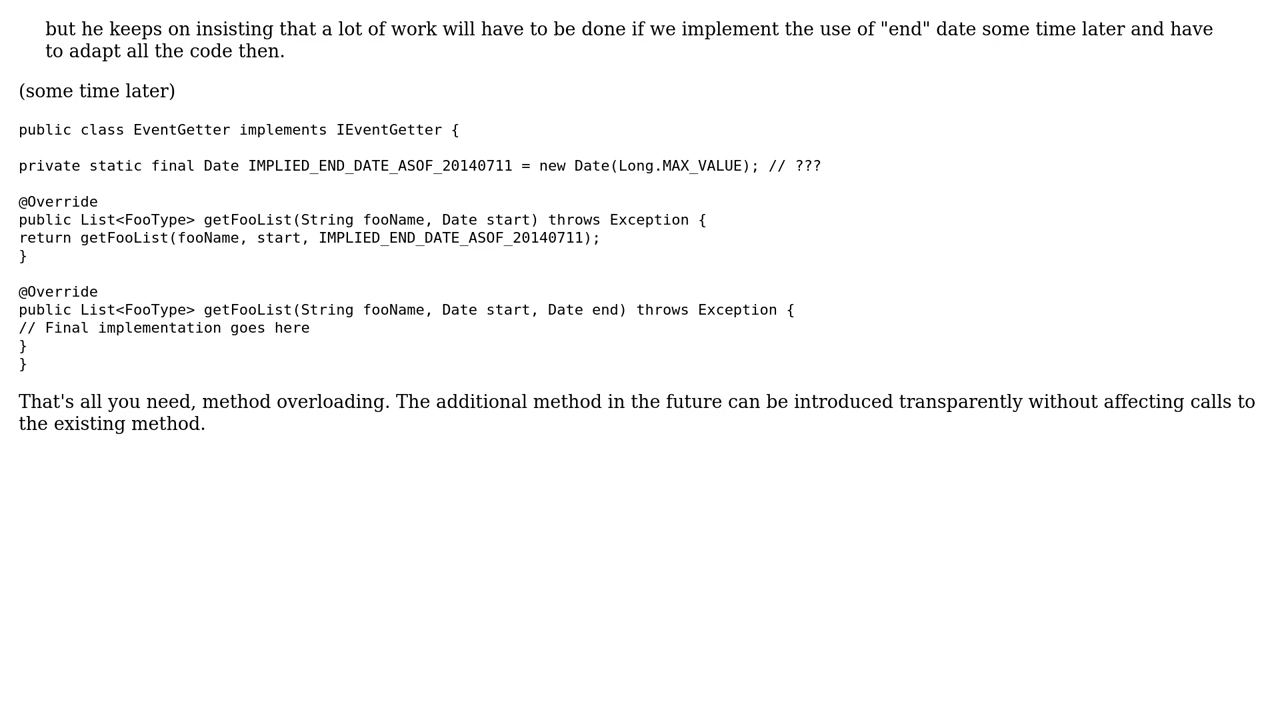 but he keeps on insisting that a lot of work will have to be done if we implement the use of "end" date some time later and have
to adapt all the code then.
(some time later)
public class EventGetter implements IEventGetter {
private static final Date IMPLIED_END_DATE_ASOF_20140711 = new Date(Long.MAX_VALUE); // ???
@Override
public List<FooType> getFooList(String fooName, Date start) throws Exception {
return getFooList(fooName, start, IMPLIED_END_DATE_ASOF_20140711);
}
@Override
public List<FooType> getFooList(String fooName, Date start, Date end) throws Exception {
// Final implementation goes here
}
}
That's all you need, method overloading. The additional method in the future can be introduced transparently without affecting calls to
the existing method.